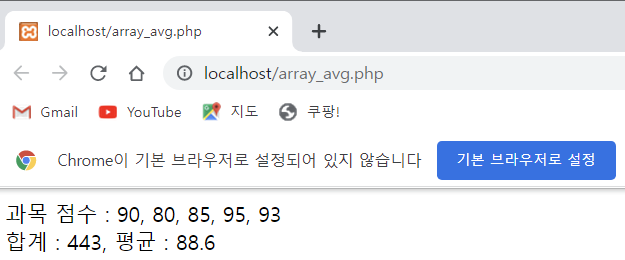 localhost/array_avg.php
localhost/array_avg.php
Gmail YouTube 지도 쿠팡!
Chrome이 기본 브라우저로 설정되어 있지 않습니다 기본 브라우저로 설정
과목 점수 : 90, 80, 85, 95, 93
합계 : 443, 평균 : 88.6